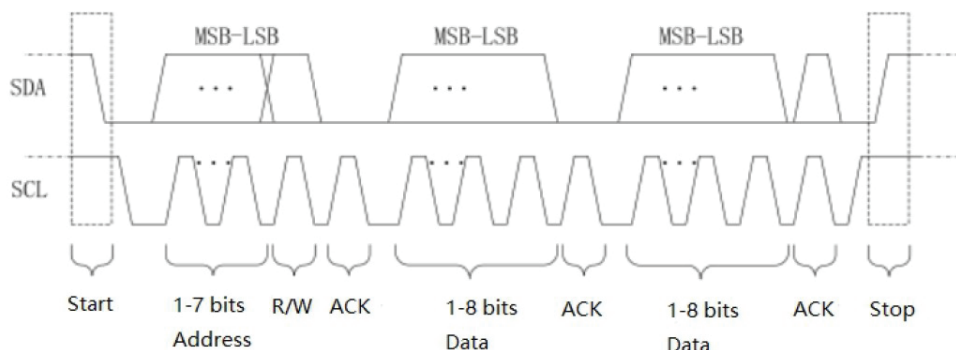 MSB-LSB MSB-LSB MSB-LSB
SDA
SCL
Start 1-7 bits R/W ACK 1-8 bits ACK 1-8 bits ACK Stop
Address Data Data